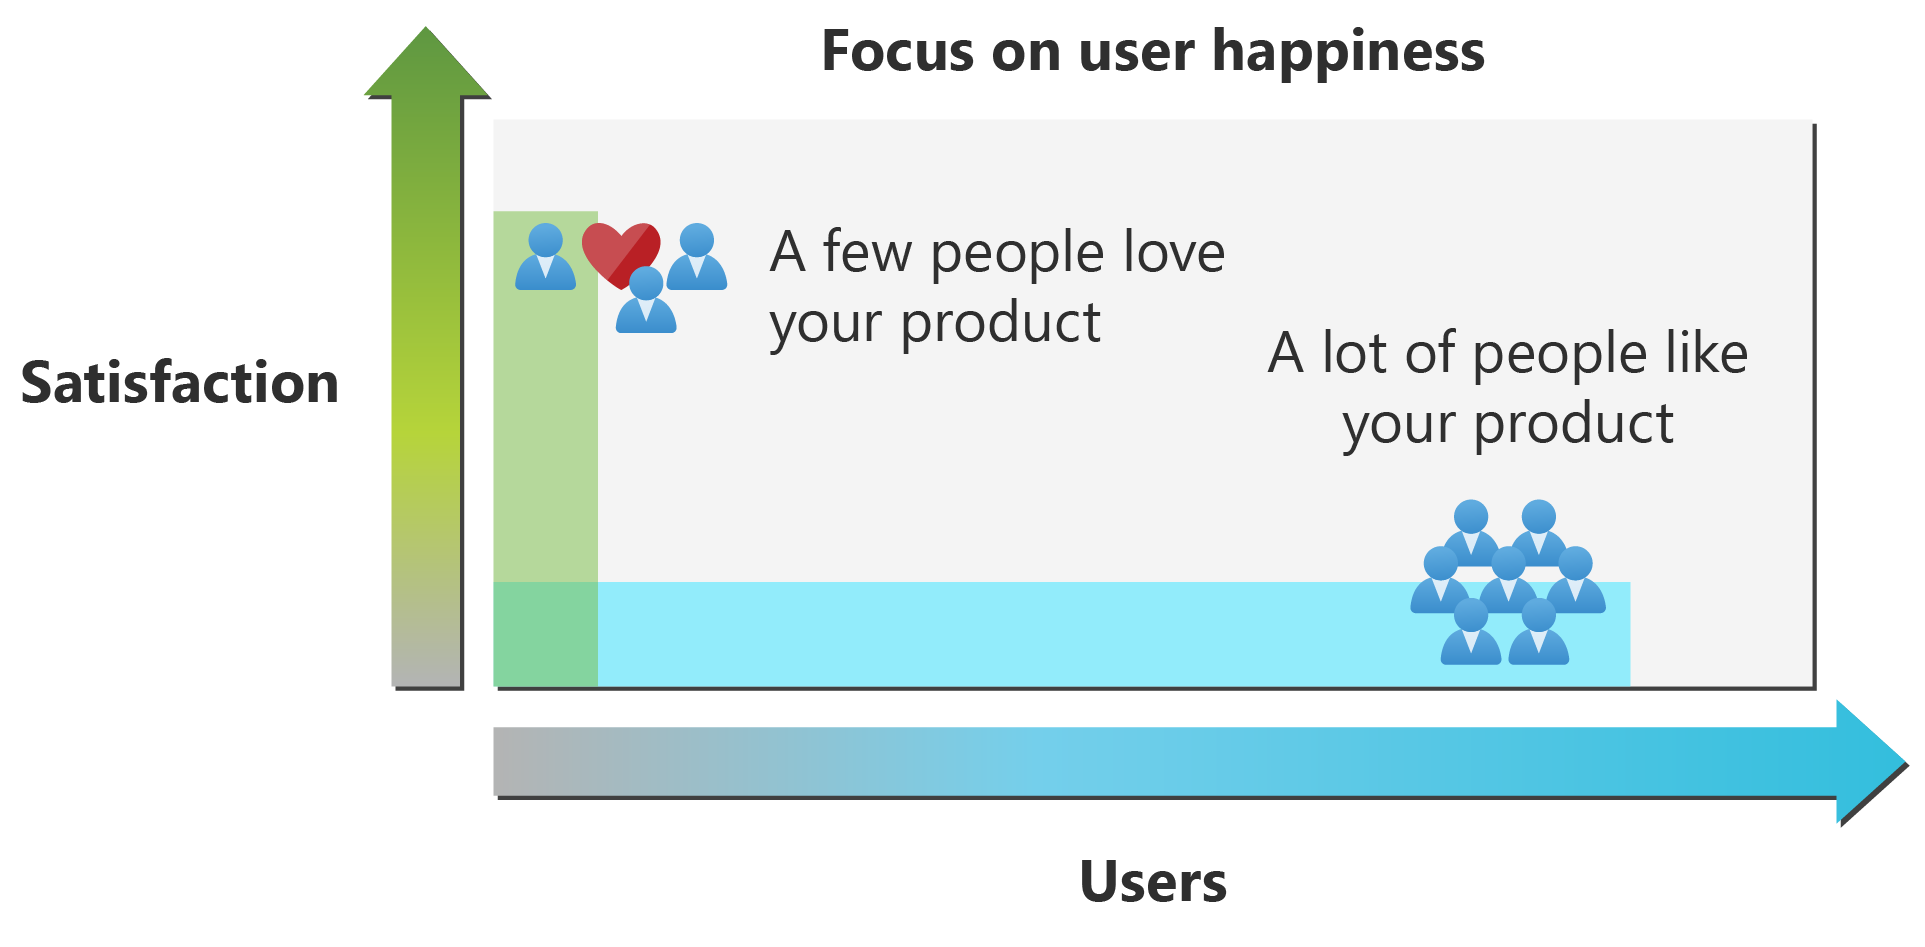 Focus on user happiness
A few people love
your product
A lot of people like
your product
Satisfaction
Users